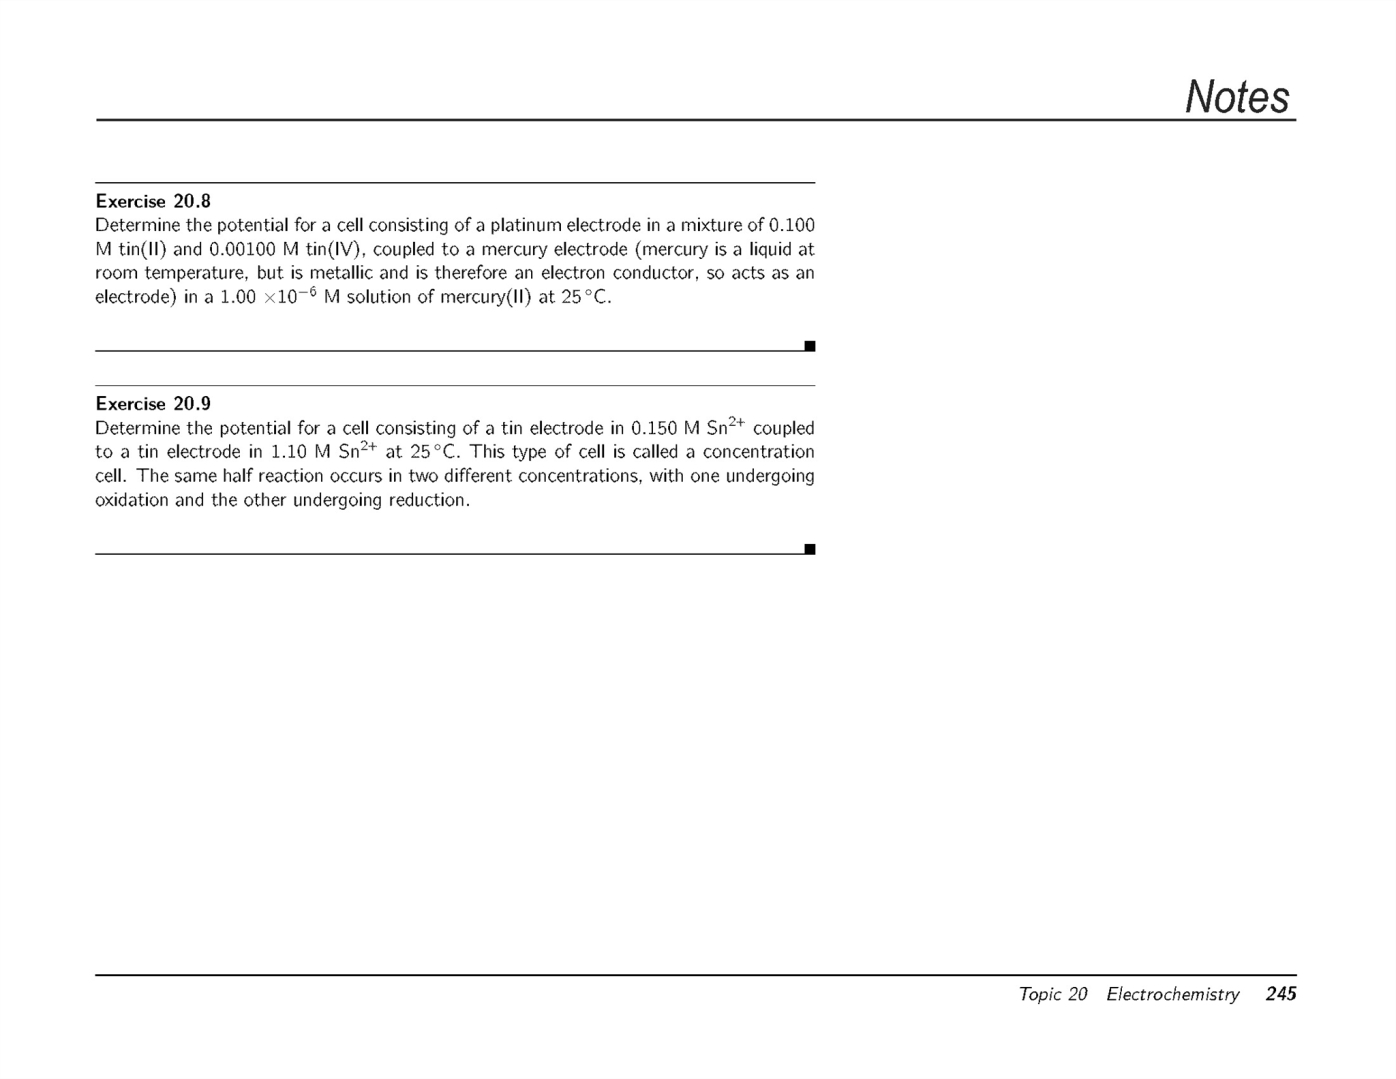 Notes
Exercise 20.8
Determine the potential for a cell consisting of a platinum electrode in a mixture of 0.100
M tin(II) and 0.00100 M tin(IV), coupled to a mercury electrode (mercury is a liquid at
room temperature, but is metallic and is therefore an electron conductor, so acts as an
electrode) in a 1.00 ×10⁻⁶ M solution of mercury(II) at 25 °C.
Exercise 20.9
Determine the potential for a cell consisting of a tin electrode in 0.150 M Sn²⁺ coupled
to a tin electrode in 1.10 M Sn²⁺ at 25 °C. This type of cell is called a concentration
cell. The same half reaction occurs in two different concentrations, with one undergoing
oxidation and the other undergoing reduction.
Topic 20 Electrochemistry 245